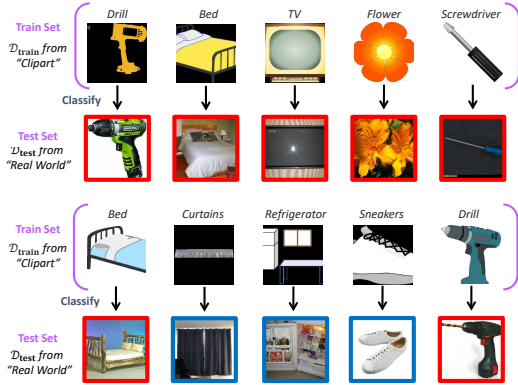 Drill Bed TV Flower Screwdriver
Train Set
𝒟train from
"Clipart"
Classify
Test Set
𝒟test from
"Real World"
Bed Curtains Refrigerator Sneakers Drill
Train Set
𝒟train from
"Clipart"
Classify
Test Set
𝒟test from
"Real World"